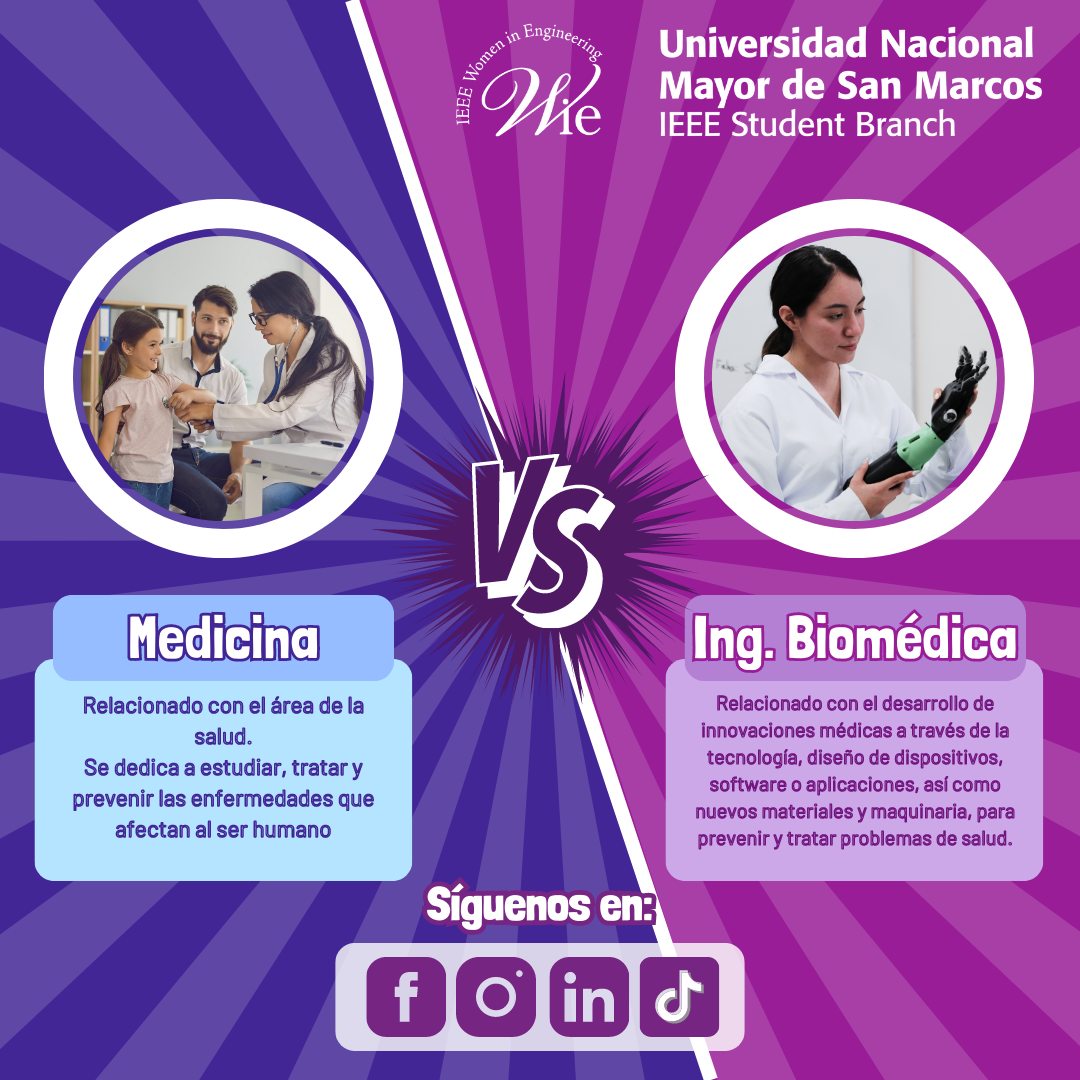 IEEE Women in Engineering
Wie
Universidad Nacional
Mayor de San Marcos
IEEE Student Branch
VS
Medicina
Relacionado con el área de la
salud.
Se dedica a estudiar, tratar y
prevenir las enfermedades que
afectan al ser humano
Ing. Biomédica
Relacionado con el desarrollo de
innovaciones médicas a través de la
tecnología, diseño de dispositivos,
software o aplicaciones, así como
nuevos materiales y maquinaria, para
prevenir y tratar problemas de salud.
Síguenos en:
f
in